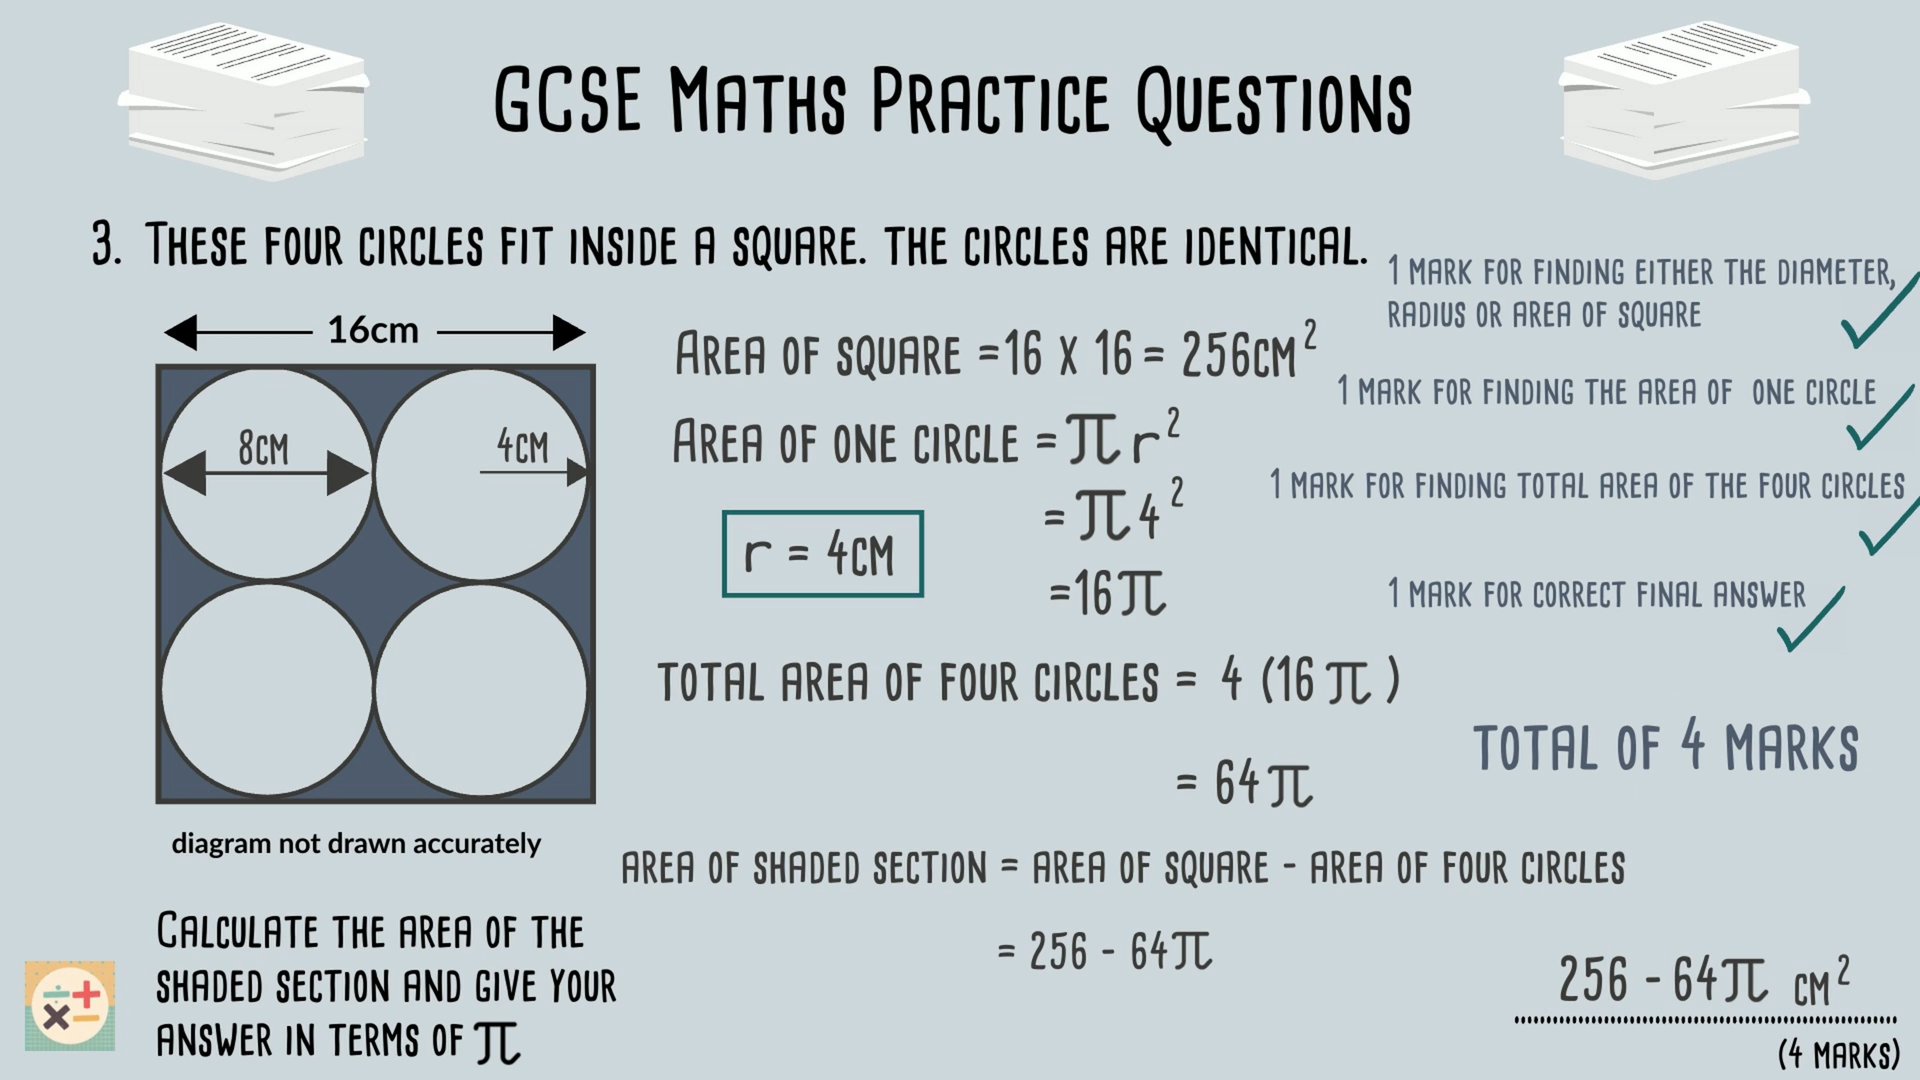 GCSE MATHS PRACTICE QUESTIONS
3. THESE FOUR CIRCLES FIT INSIDE A SQUARE. THE CIRCLES ARE IDENTICAL.
1 MARK FOR FINDING EITHER THE DIAMETER,
RADIUS OR AREA OF SQUARE
16cm
AREA OF SQUARE =16 X 16 = 256CM²
1 MARK FOR FINDING THE AREA OF ONE CIRCLE
8CM
4CM
AREA OF ONE CIRCLE = π r²
1 MARK FOR FINDING TOTAL AREA OF THE FOUR CIRCLES
= π 4²
r = 4CM
=16π
1 MARK FOR CORRECT FINAL ANSWER
TOTAL AREA OF FOUR CIRCLES = 4 (16 π )
TOTAL OF 4 MARKS
= 64 π
diagram not drawn accurately
AREA OF SHADED SECTION = AREA OF SQUARE - AREA OF FOUR CIRCLES
CALCULATE THE AREA OF THE
SHADED SECTION AND GIVE YOUR
ANSWER IN TERMS OF π
= 256 - 64π
256 - 64π CM²
(4 MARKS)